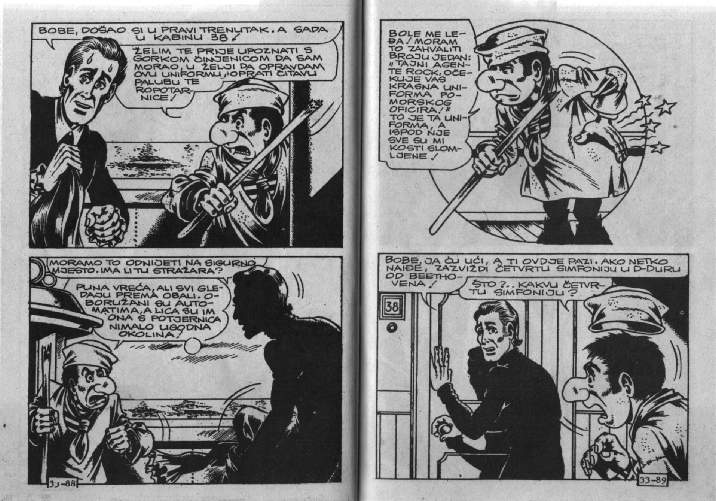 BOBE, DOŠAO SI U PRAVI TRENUTAK. A SADA
U KABINU 38!
ŽELIM TE PRIJE UPOZNATI S
GORKOM ČINJENICOM DA SAM
MORAO, U ŽELJI DA OPRAVDAM
OVU UNIFORMU, OPRATI ČITAVU
PALUBU TE
ROPOTAR-
NICE!
MORAMO TO ODNIJETI NA SIGURNO
MJESTO. IMA LI TU STRAŽARA?
PUNA VREĆA, ALI SVI GLE-
DAJU PREMA OBALI. O-
BORUŽANI SU AUTO-
MATIMA, A LICA SU IM
ONA S POTJERNICA
NIMALO UGODNA
OKOLINA!
33-88
BOLE ME LE-
ĐA! MORAM
TO ZAHVALITI
BROJU JEDAN:
"TAJNI AGEN-
TE ROCK, OČE-
KUJE VAS
KRASNA UNI-
FORMA PO-
MORSKOG
OFICIRA!"
TO JE TA UNI-
FORMA, A
ISPOD NJE
SVE SU MI
KOSTI SLOM-
LJENE!
BOBE, JA ĆU UĆI, A TI OVDJE PAZI. AKO NETKO
NAIĐE, ZAZVIŽDI ČETVRTU SIMFONIJU U D-DURU
OD BEETHO-
VENA!
ŠTO?.. KAKVU ČETVR-
TU SIMFONIJU?
38
33-89